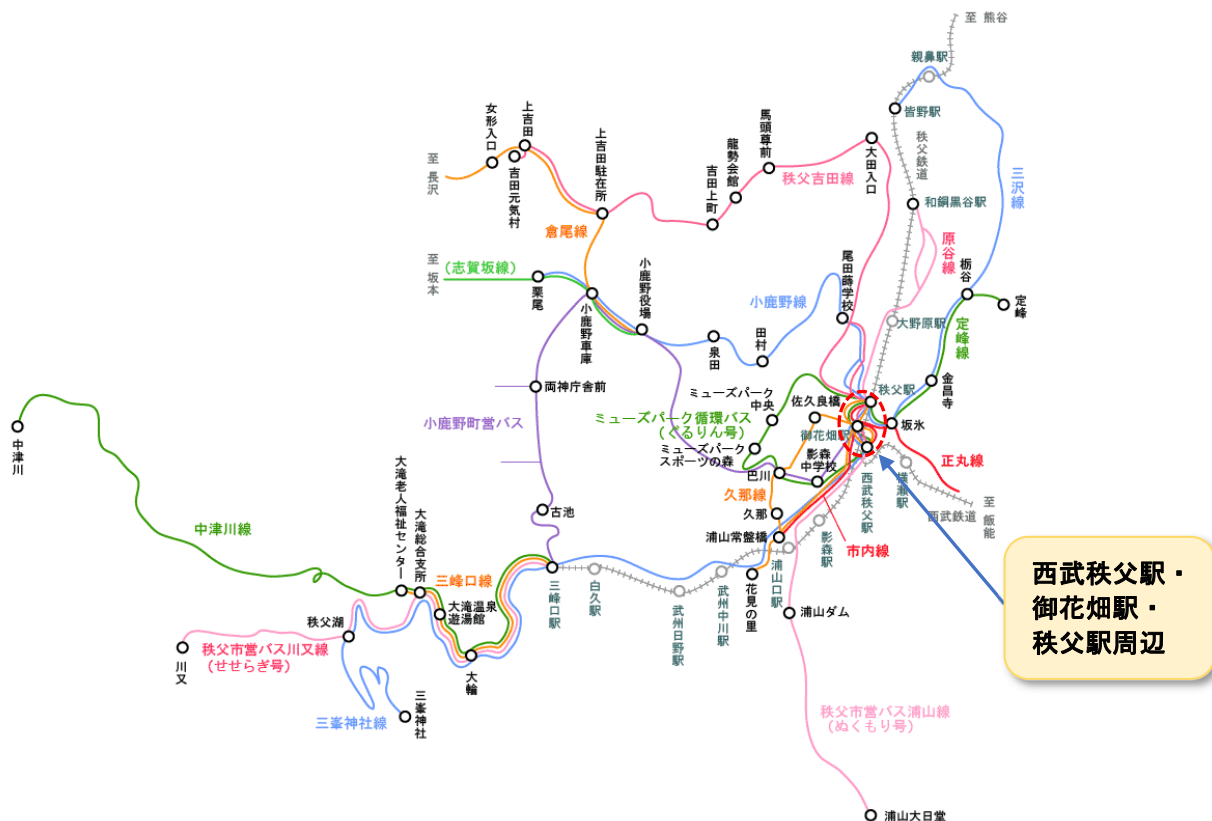 至 熊谷
親鼻駅
皆野駅
秩父鉄道
三沢線
和銅黒谷駅
原谷線
大野原駅
栃谷
定峰
定峰線
金昌寺
秩父駅
坂氷
正丸線
至 飯能
西武鉄道
横瀬駅
西武秩父駅
御花畑駅
佐久良橋
影森
中学校
大田入口
秩父吉田線
馬頭尊前
龍勢会館
吉田上町
上吉田駐在所
上吉田
女形入口
吉田元気村
至 長沢
倉尾線
至 坂本
(志賀坂線)
栗尾
小鹿野車庫
小鹿野役場
泉田
田村
小鹿野線
尾田蒔学校
両神庁舎前
小鹿野町営バス
古池
ミューズパーク
中央
ミューズパーク循環バス
(ぐるりん号)
ミューズパーク
スポーツの森
巴川
久那線
久那
浦山常盤橋
市内線
影森駅
浦山口駅
花見の里
武州中川駅
武州日野駅
白久駅
三峰口駅
浦山ダム
秩父市営バス浦山線
(ぬくもり号)
浦山大日堂
中津川
中津川線
大滝老人福祉センター
大滝総合支所
三峰口線
大滝温泉
遊湯館
大輪
秩父湖
川又
秩父市営バス川又線
(せせらぎ号)
三峯神社線
三峯神社
西武秩父駅・
御花畑駅・
秩父駅周辺